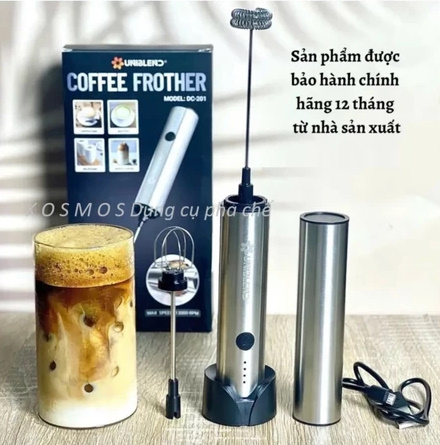 UNIBLEND
COFFEE FROTHER
MODEL: DC-201
Sản phẩm được
bảo hành chính
hãng 12 tháng
từ nhà sản xuất
KOSMOS Dụng cụ pha chế